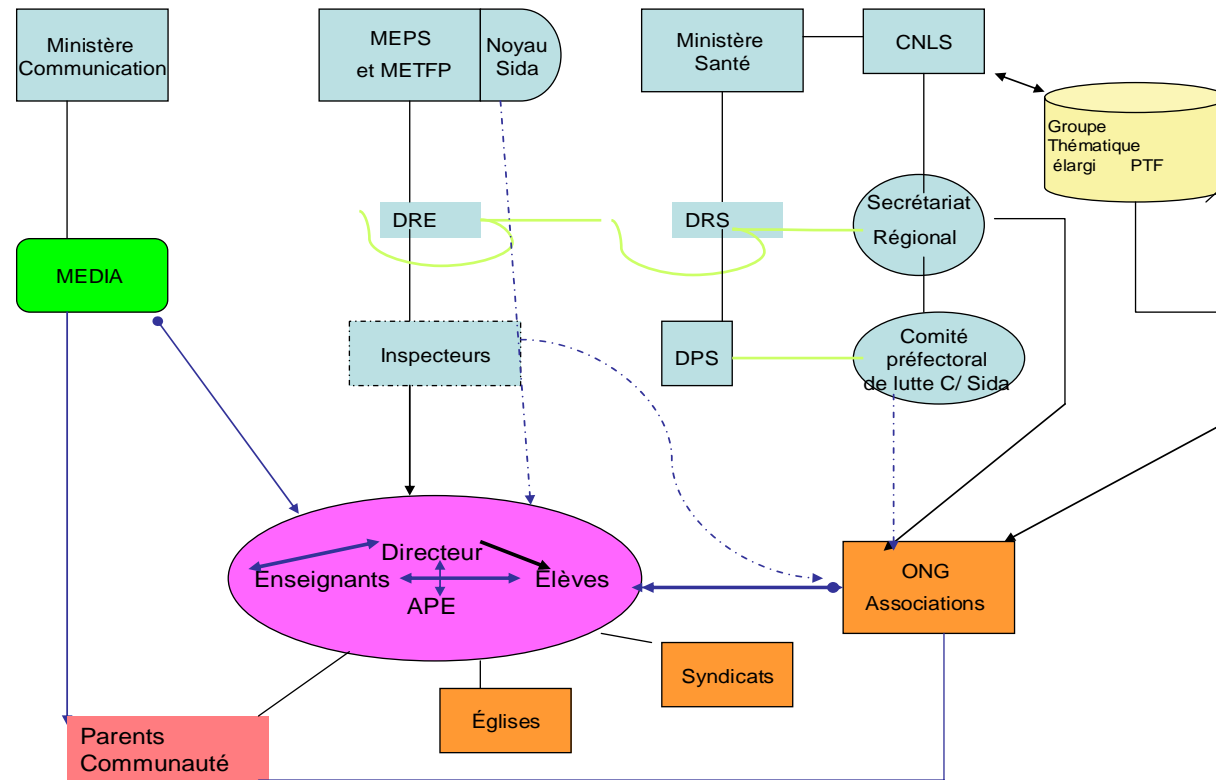 Ministère
Communication
MEPS
et METFP
Noyau
Sida
Ministère
Santé
CNLS
Groupe
Thématique
élargi PTF
DRE
DRS
Secrétariat
Régional
MEDIA
Inspecteurs
DPS
Comité
préfectoral
de lutte C/ Sida
Directeur
Enseignants
Elèves
APE
ONG
Associations
Syndicats
Églises
Parents
Communauté